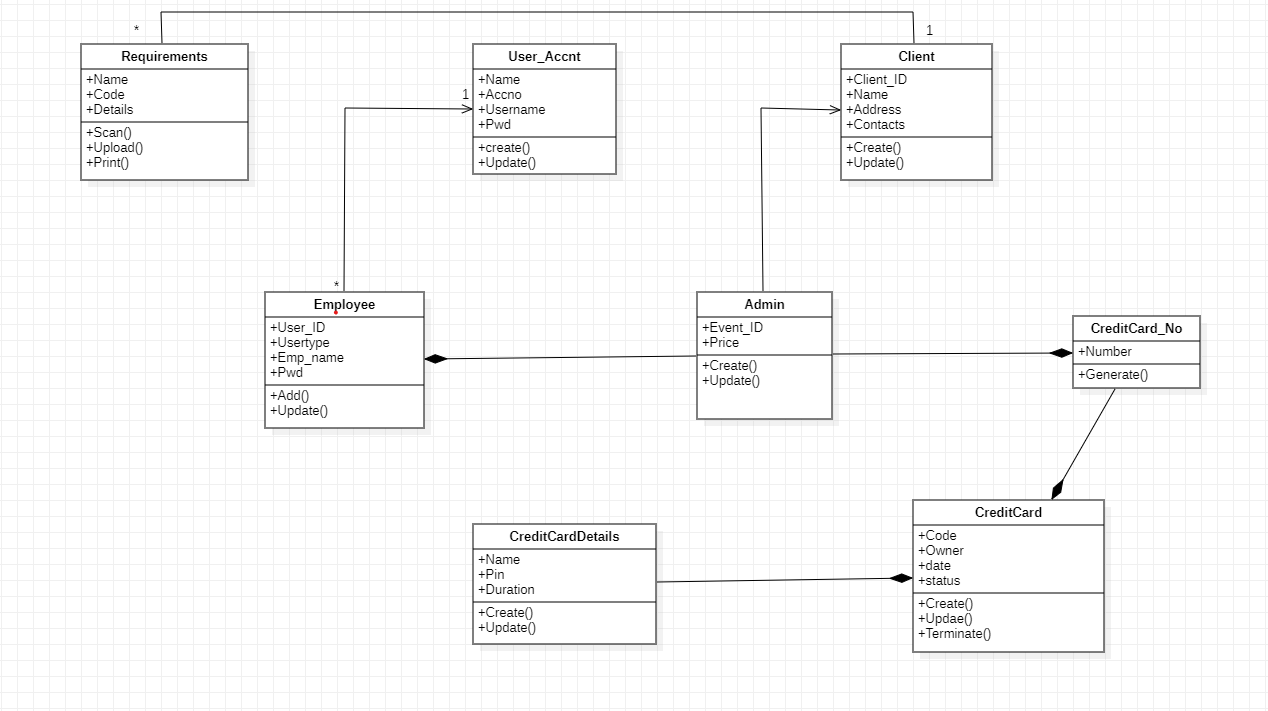 *
1
Requirements
+Name
+Code
+Details
+Scan()
+Upload()
+Print()
User_Accnt
1
+Name
+Accno
+Username
+Pwd
+create()
+Update()
Client
+Client_ID
+Name
+Address
+Contacts
+Create()
+Update()
*
Employee
+User_ID
+Usertype
+Emp_name
+Pwd
+Add()
+Update()
Admin
+Event_ID
+Price
+Create()
+Update()
CreditCard_No
+Number
+Generate()
CreditCardDetails
+Name
+Pin
+Duration
+Create()
+Update()
CreditCard
+Code
+Owner
+date
+status
+Create()
+Updae()
+Terminate()